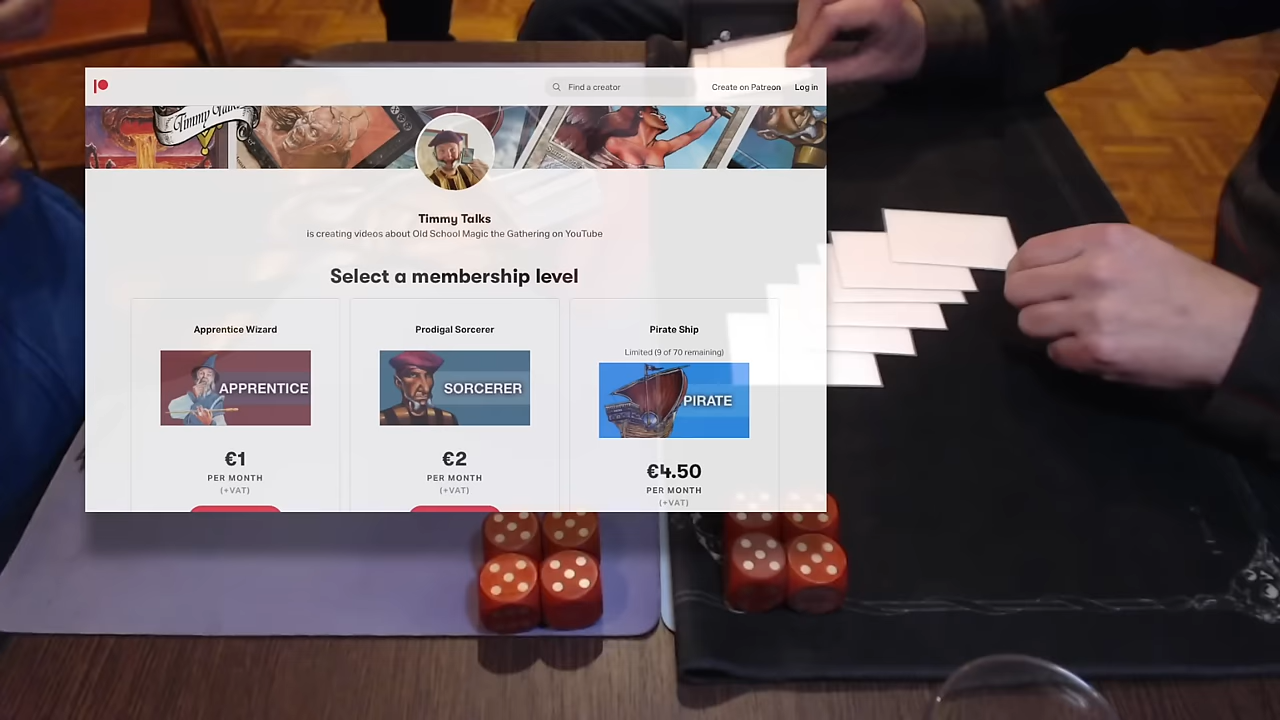 Find a creator
Create on Patreon
Log in
Timmy Talks
Timmy Talks
is creating videos about Old School Magic the Gathering on YouTube
Select a membership level
Apprentice Wizard
Prodigal Sorcerer
Pirate Ship
Limited (9 of 70 remaining)
APPRENTICE
SORCERER
PIRATE
€1
€2
€4.50
PER MONTH
PER MONTH
PER MONTH
(+VAT)
(+VAT)
(+VAT)